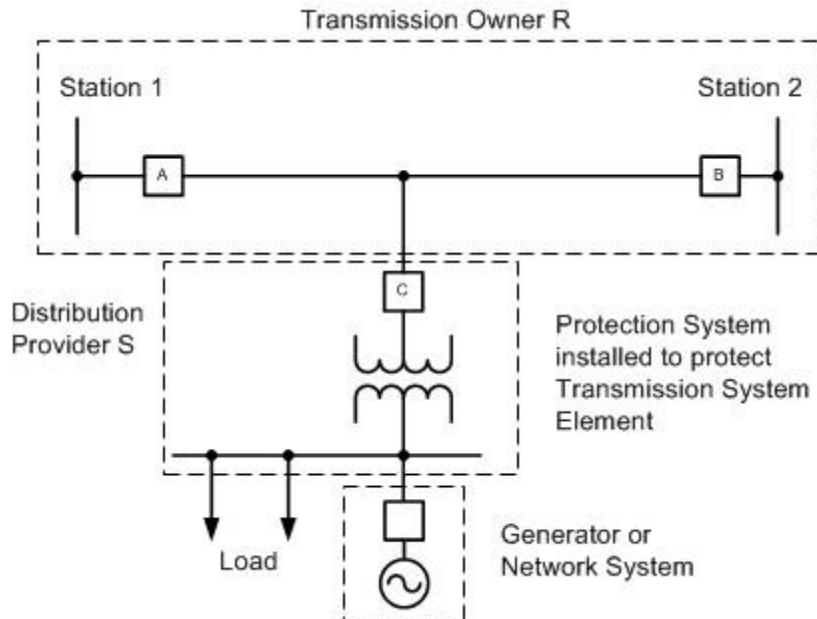 Transmission Owner R
Station 1
Station 2
A
B
C
Distribution
Provider S
Protection System
installed to protect
Transmission System
Element
Load
Generator or
Network System